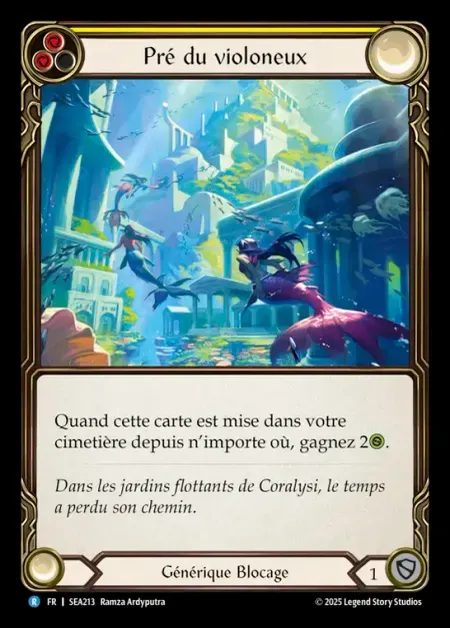 Pré du violoneux
Quand cette carte est mise dans votre
cimetière depuis n'importe où, gagnez 2.
Dans les jardins flottants de Coralysi, le temps
a perdu son chemin.
Générique Blocage
1
R FR | SEA213 Ramza Ardyputra
© 2025 Legend Story Studios